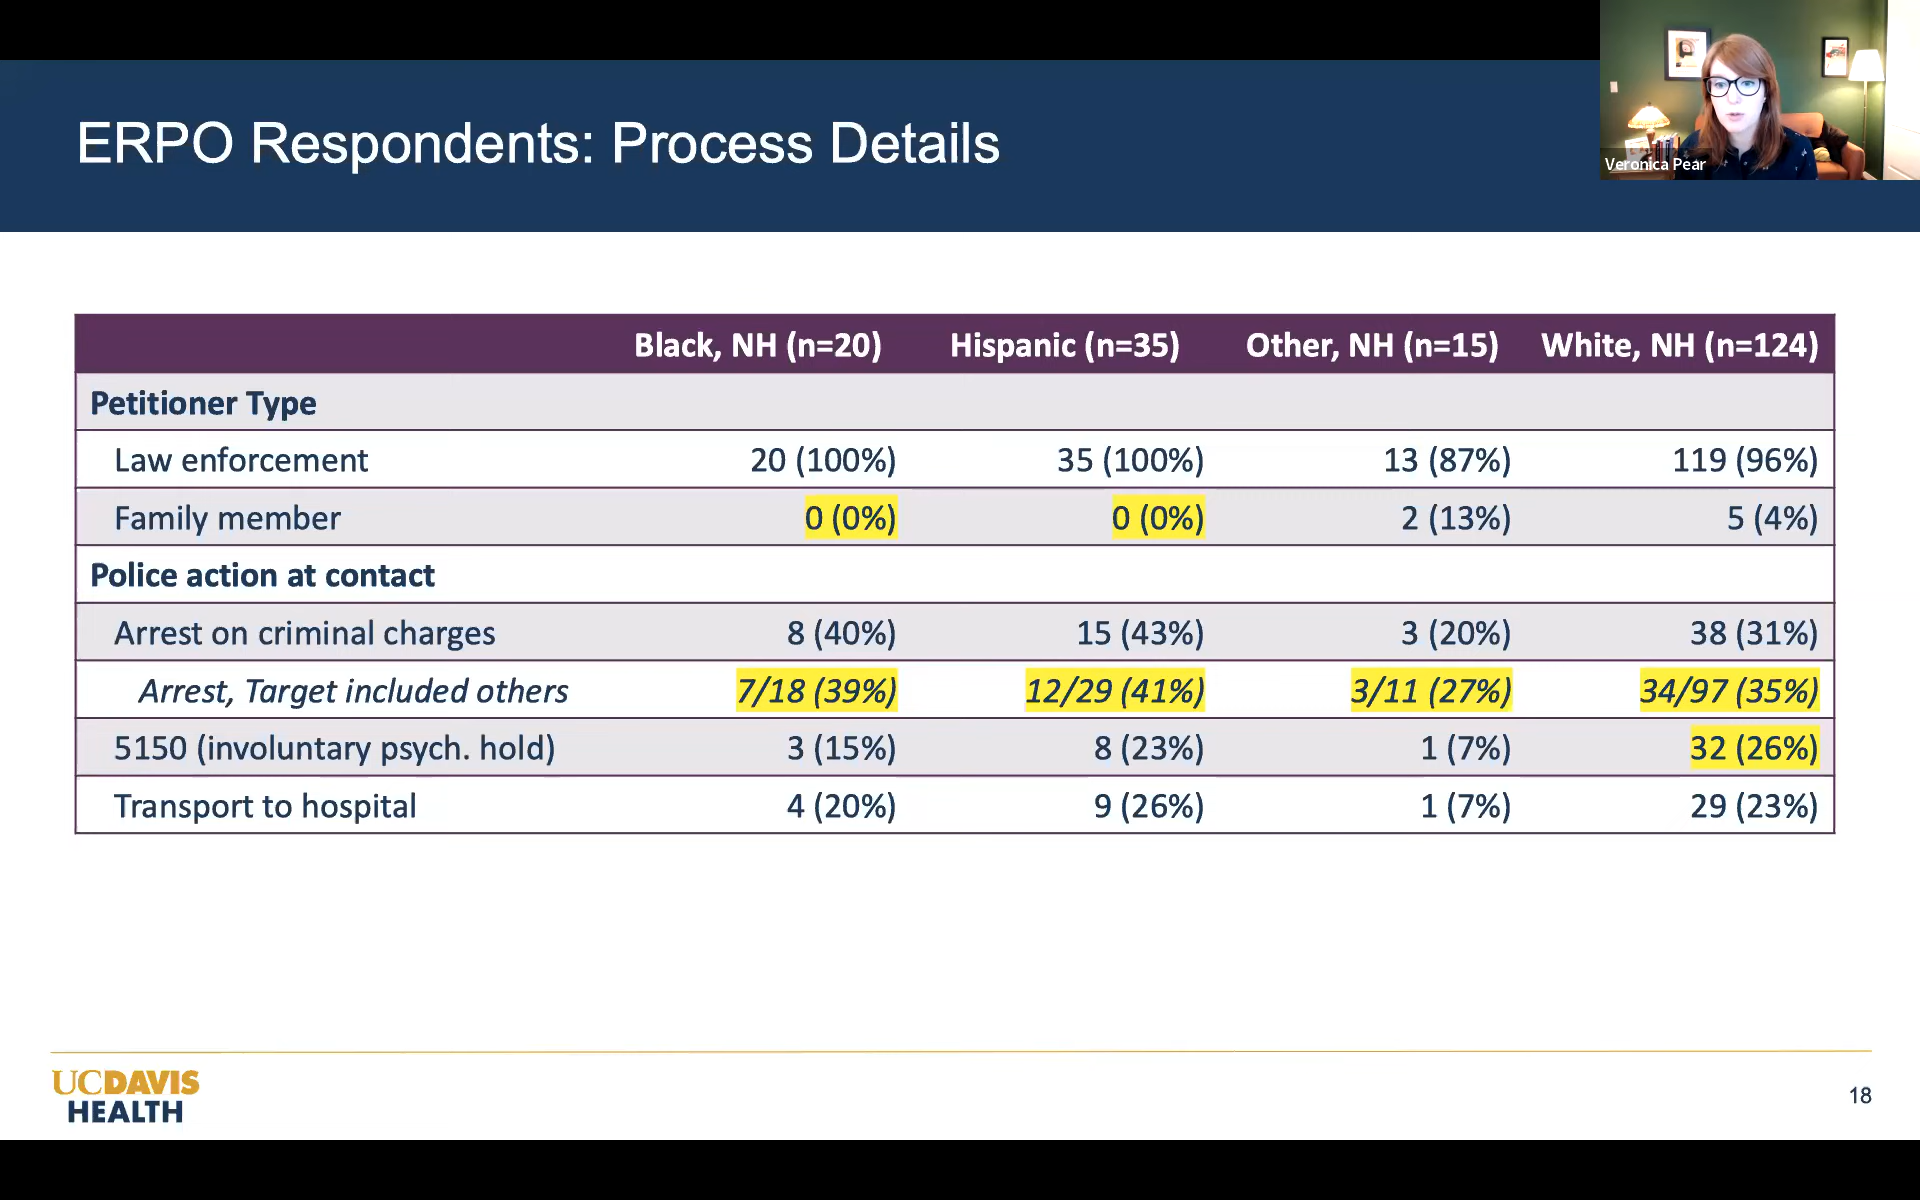 ERPO Respondents: Process Details
Veronica Pear
Black, NH (n=20) Hispanic (n=35) Other, NH (n=15) White, NH (n=124)
Petitioner Type
Law enforcement 20 (100%) 35 (100%) 13 (87%) 119 (96%)
Family member 0 (0%) 0 (0%) 2 (13%) 5 (4%)
Police action at contact
Arrest on criminal charges 8 (40%) 15 (43%) 3 (20%) 38 (31%)
Arrest, Target included others 7/18 (39%) 12/29 (41%) 3/11 (27%) 34/97 (35%)
5150 (involuntary psych. hold) 3 (15%) 8 (23%) 1 (7%) 32 (26%)
Transport to hospital 4 (20%) 9 (26%) 1 (7%) 29 (23%)
UCDAVIS
HEALTH
18